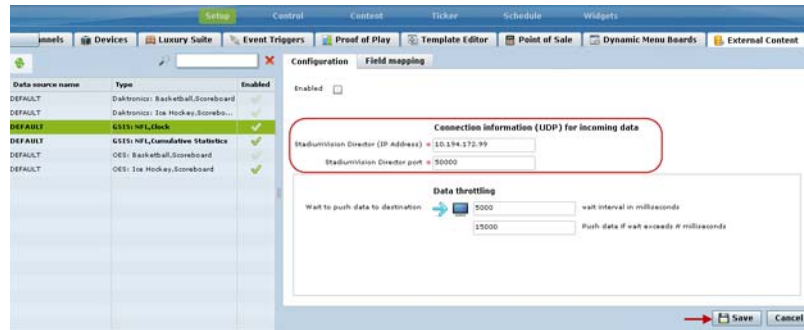 Setup Control Content Ticker Schedule Widgets
annels Devices Luxury Suite Event Triggers Proof of Play Template Editor Point of Sale Dynamic Menu Boards External Content
Configuration Field mapping
Data source name Type Enabled
Enabled
DEFAULT Daktronics: Basketball,Scoreboard
DEFAULT Daktronics: Ice Hockey,Scorebo...
DEFAULT GSIS: NFL,Clock
DEFAULT GSIS: NFL,Cumulative Statistics
DEFAULT OES: Basketball,Scoreboard
DEFAULT OES: Ice Hockey,Scoreboard
Connection information (UDP) for incoming data
StadiumVision Director (IP Address) * 10.194.172.99
StadiumVision Director port * 50000
Data throttling
Wait to push data to destination 5000 wait interval in milliseconds
15000 Push data if wait exceeds # milliseconds
Save Cancel